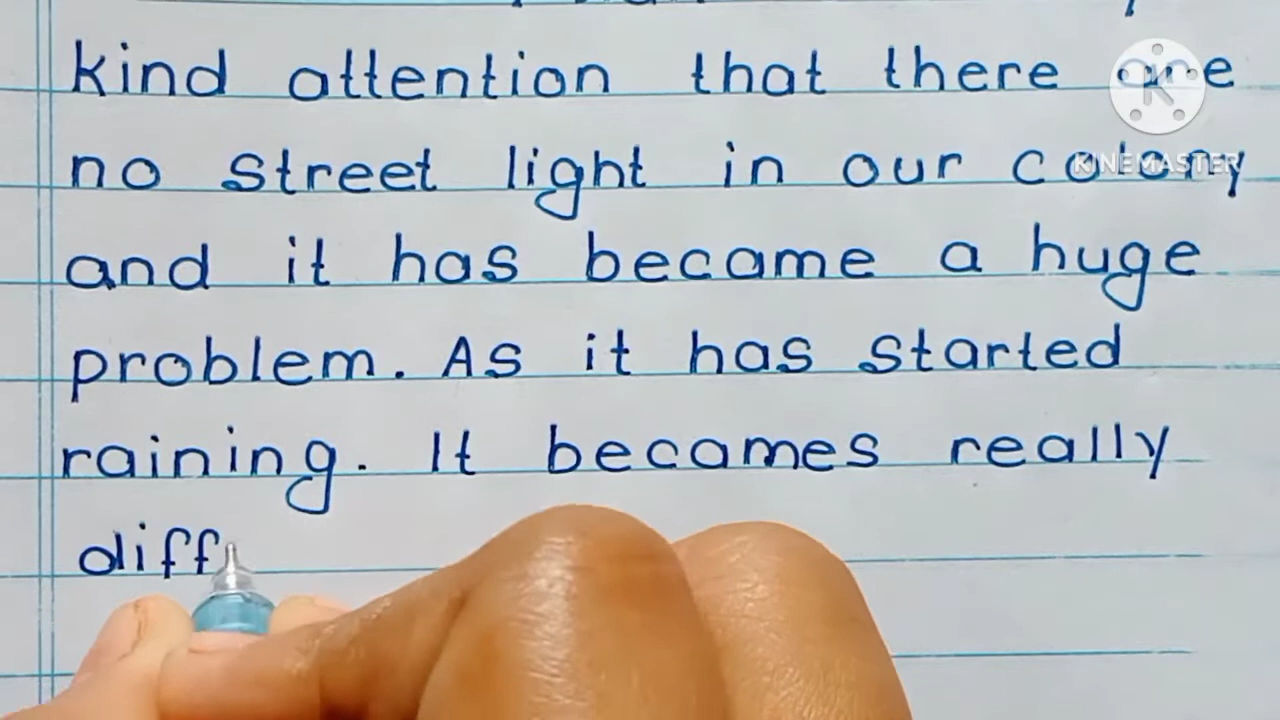 kind attention that there are
no street light in our colony
and it has became a huge
problem. As it has started
raining. It becames really
diff
KINEMASTER